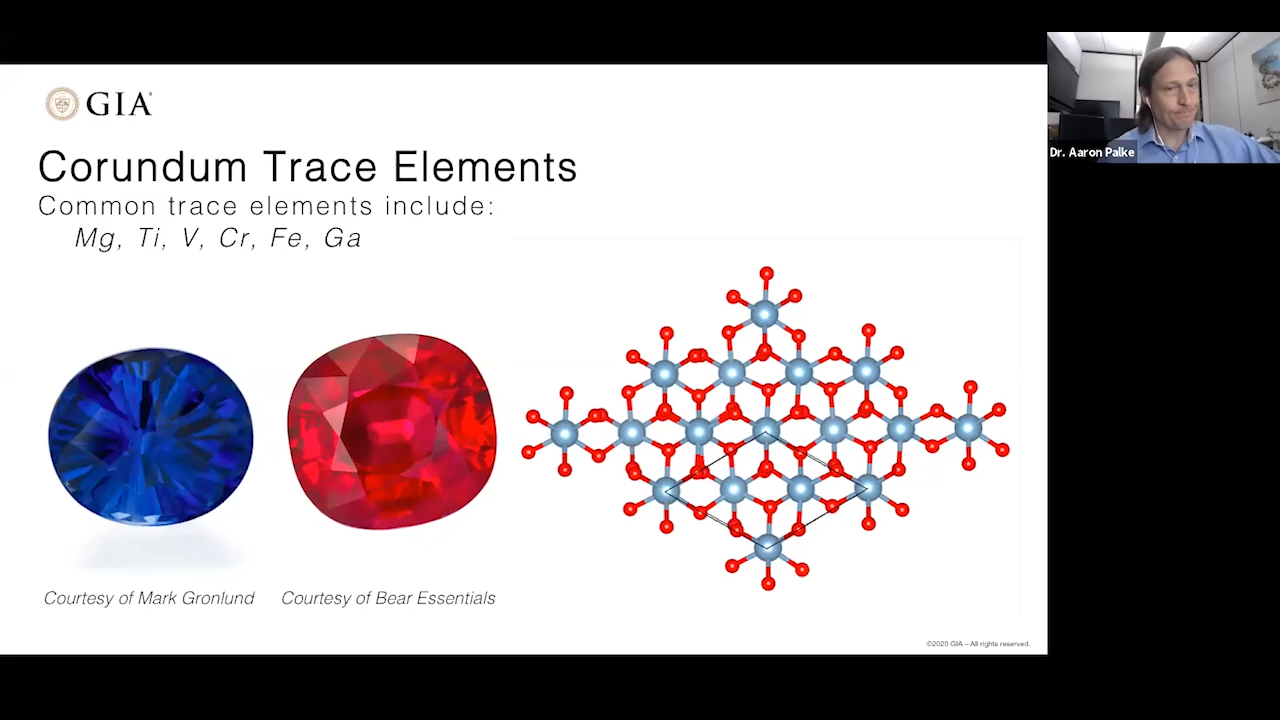 GIA®
Corundum Trace Elements
Common trace elements include:
Mg, Ti, V, Cr, Fe, Ga
Courtesy of Mark Gronlund
Courtesy of Bear Essentials
©2020 GIA – All rights reserved.
Dr. Aaron Palke